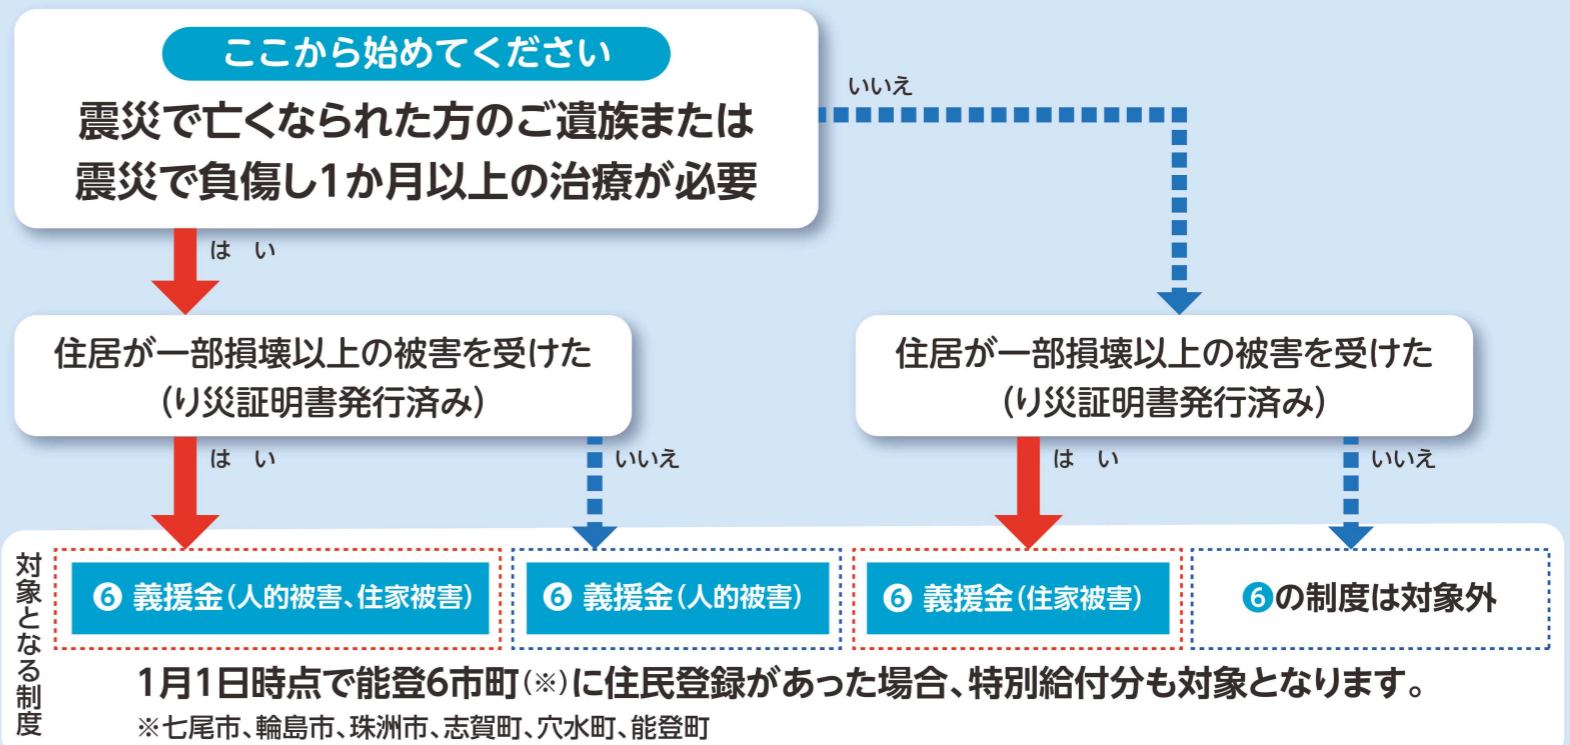 ここから始めてください
震災で亡くなられた方のご遺族または
震災で負傷し1か月以上の治療が必要
いいえ
はい
住居が一部損壊以上の被害を受けた
(り災証明書発行済み)
住居が一部損壊以上の被害を受けた
(り災証明書発行済み)
はい
いいえ
はい
いいえ
対象となる制度
❻ 義援金(人的被害、住家被害)
❻ 義援金(人的被害)
❻ 義援金(住家被害)
❻の制度は対象外
1月1日時点で能登6市町(※)に住民登録があった場合、特別給付分も対象となります。
※七尾市、輪島市、珠洲市、志賀町、穴水町、能登町